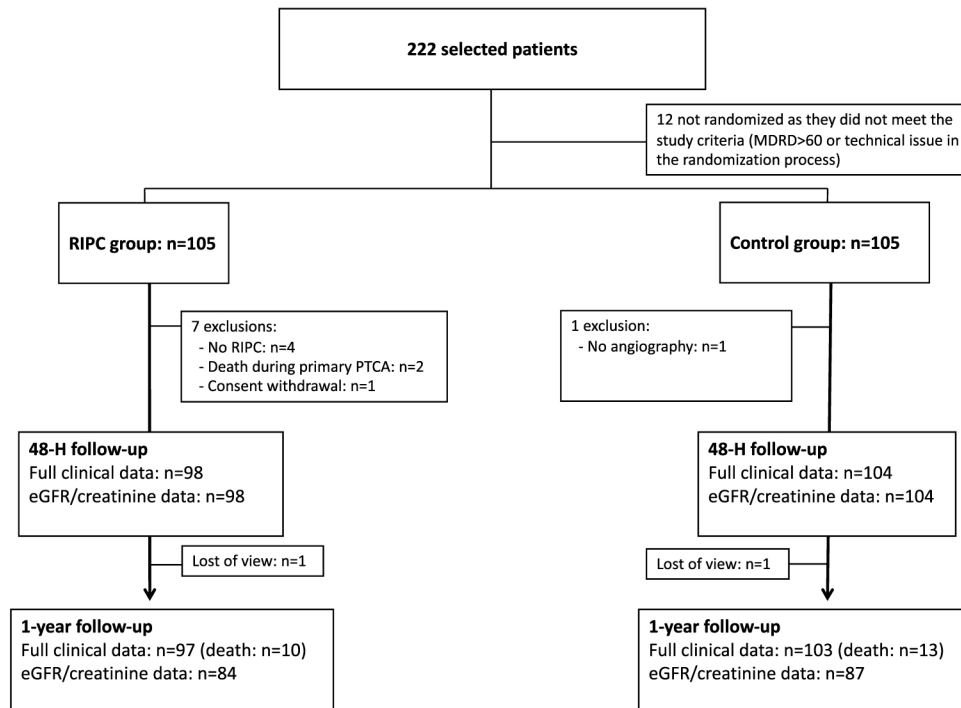 222 selected patients
12 not randomized as they did not meet the
study criteria (MDRD>60 or technical issue in
the randomization process)
RIPC group: n=105
Control group: n=105
7 exclusions:
- No RIPC: n=4
- Death during primary PTCA: n=2
- Consent withdrawal: n=1
1 exclusion:
- No angiography: n=1
48-H follow-up
Full clinical data: n=98
eGFR/creatinine data: n=98
48-H follow-up
Full clinical data: n=104
eGFR/creatinine data: n=104
Lost of view: n=1
Lost of view: n=1
1-year follow-up
Full clinical data: n=97 (death: n=10)
eGFR/creatinine data: n=84
1-year follow-up
Full clinical data: n=103 (death: n=13)
eGFR/creatinine data: n=87